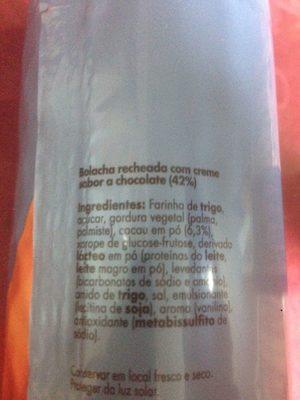 Bolacha recheada com creme
sabor a chocolate (42%)
Ingredientes: Farinha de trigo,
açúcar, gordura vegetal (palma,
palmiste), cacau em pó (6,3%),
xarope de glucose-frutose, derivado
lácteo em pó (proteínas do leite,
leite magro em pó), levedantes
(bicarbonatos de sódio e amónio),
amido de trigo, sal, emulsionante
(lecitina de soja), aroma (vanilina),
antioxidante (metabissulfito de
sódio).
Conservar em local fresco e seco.
Proteger da luz solar.